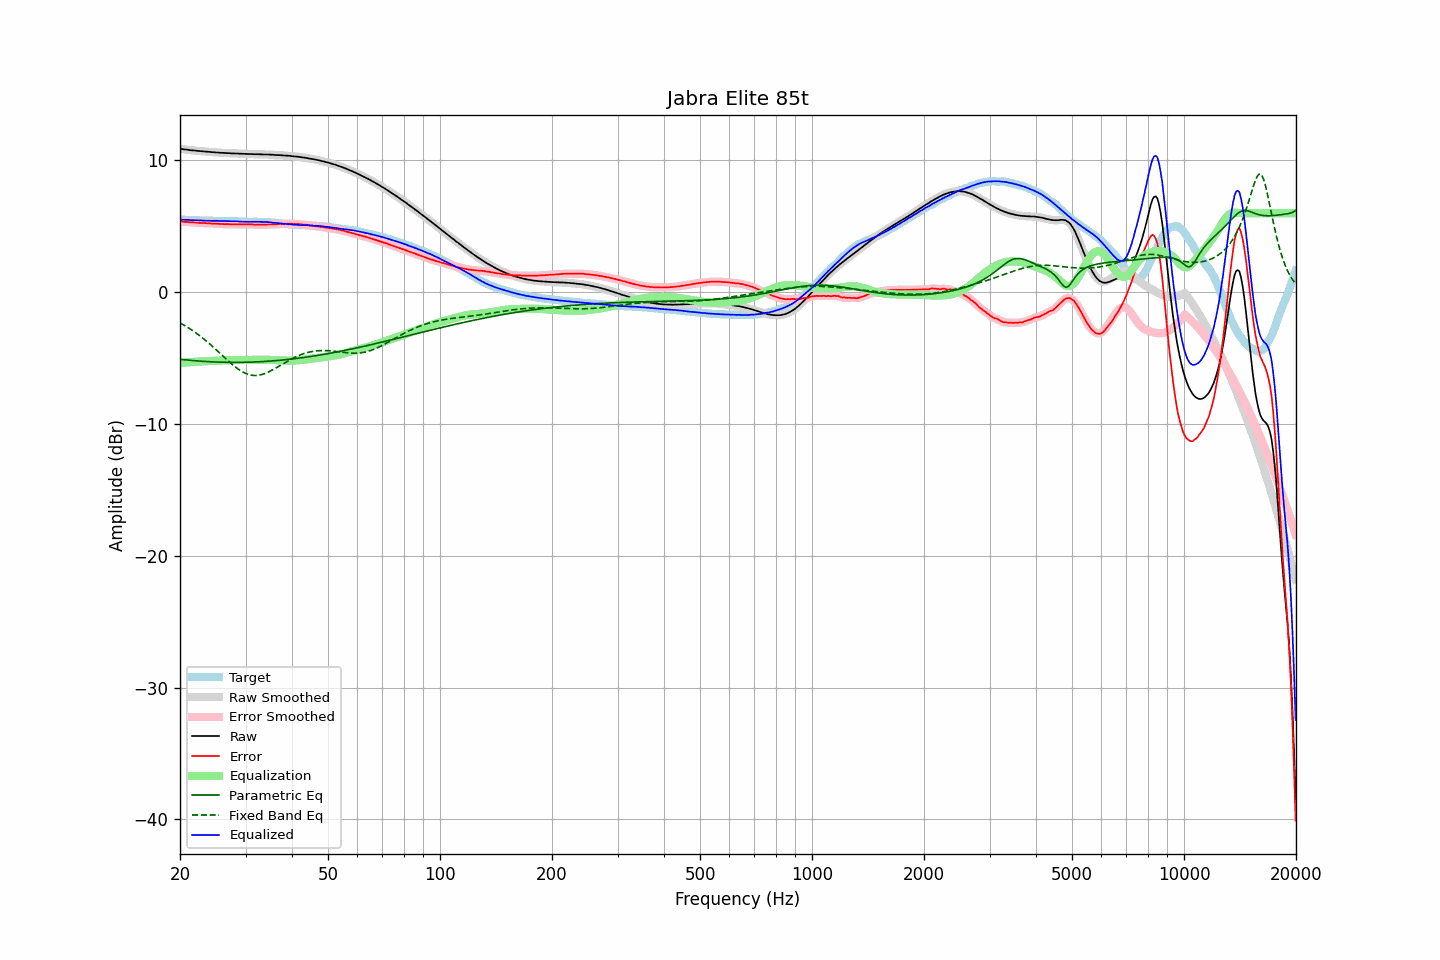 Jabra Elite 85t
Amplitude (dBr)
10
0
−10
−20
−30
−40
Target
Raw Smoothed
Error Smoothed
Raw
Error
Equalization
Parametric Eq
Fixed Band Eq
Equalized
20 50 100 200 500 1000 2000 5000 10000 20000
Frequency (Hz)